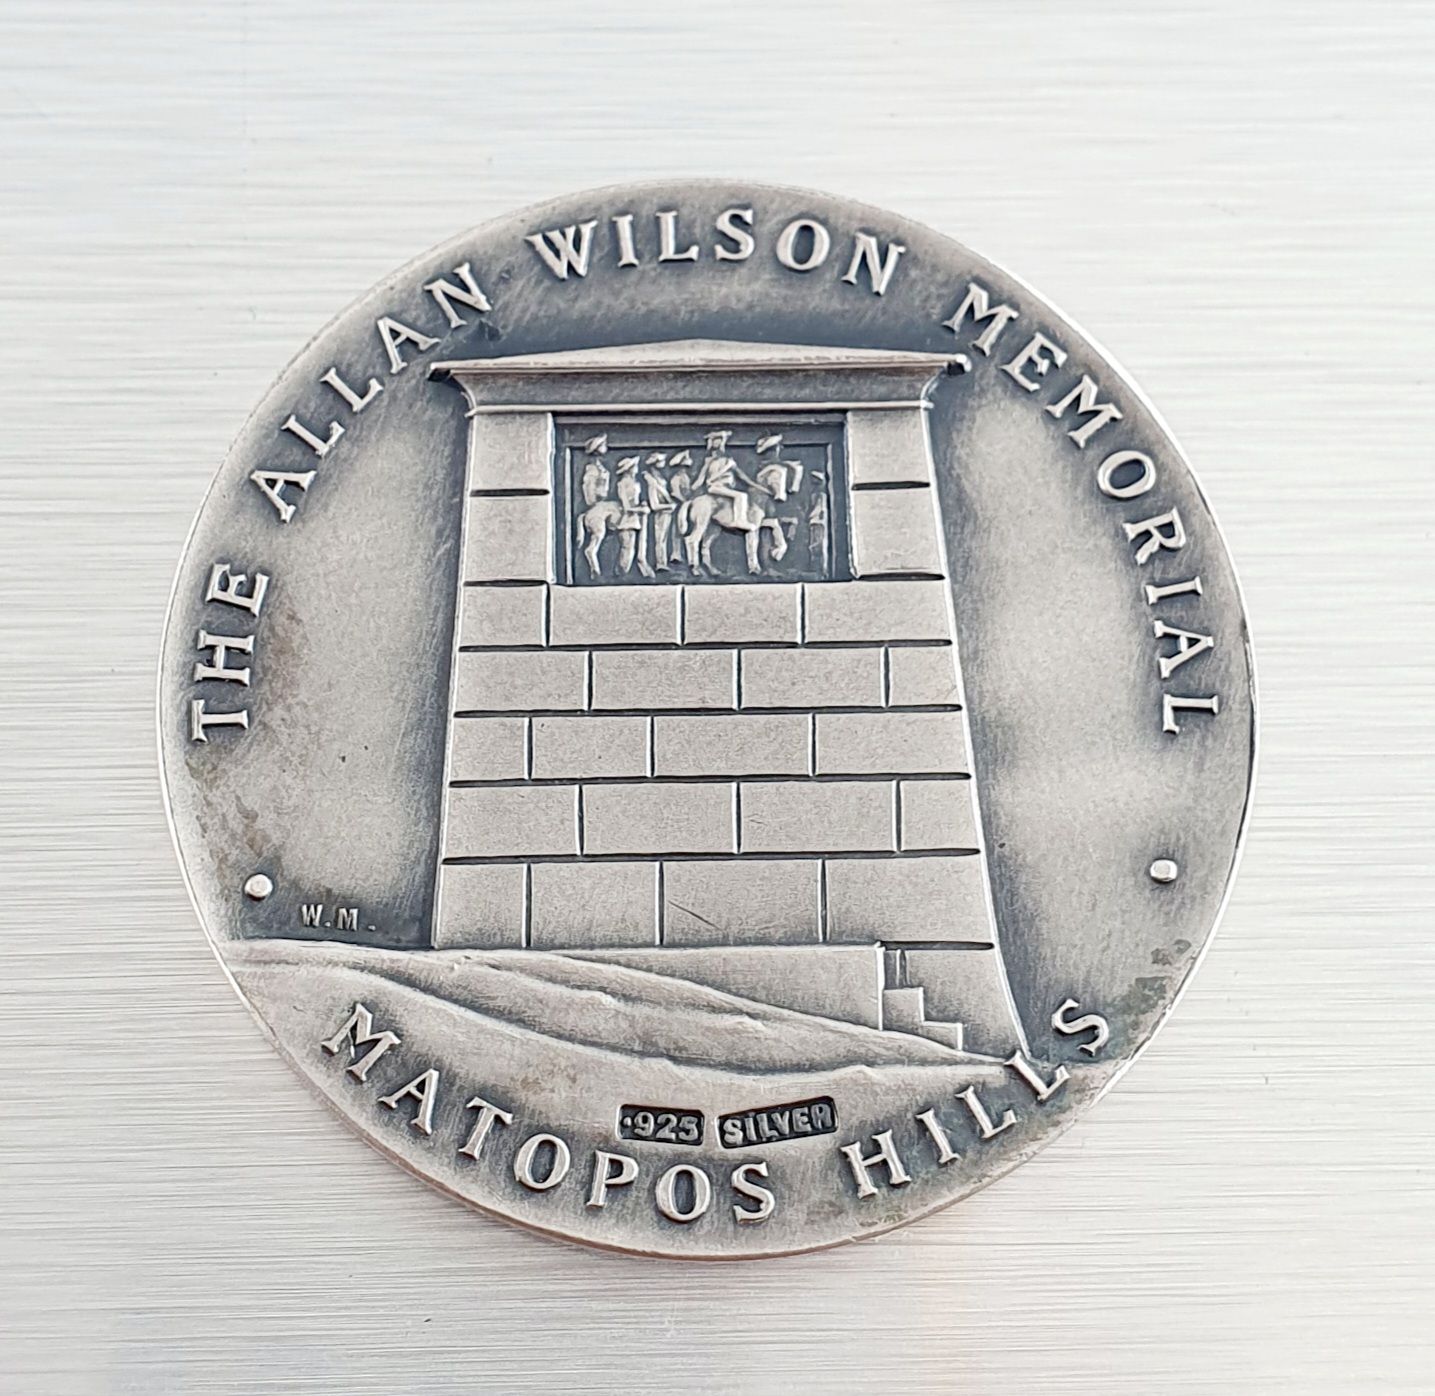 THE ALLAN WILSON MEMORIAL
W.M.
.925 SILVER
MATOPOS HILLS